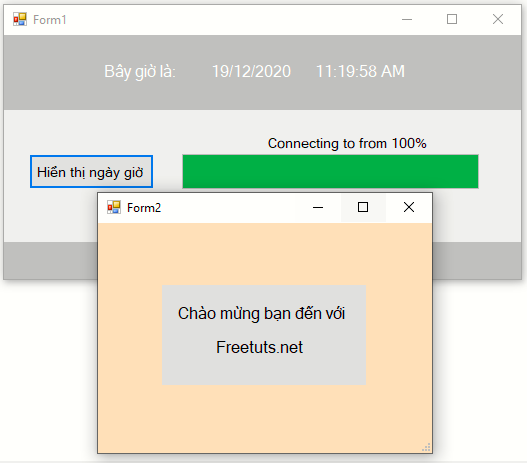 Form1
Bây giờ là: 19/12/2020 11:19:58 AM
Connecting to from 100%
Hiển thị ngày giờ
Form2
Chào mừng bạn đến với
Freetuts.net